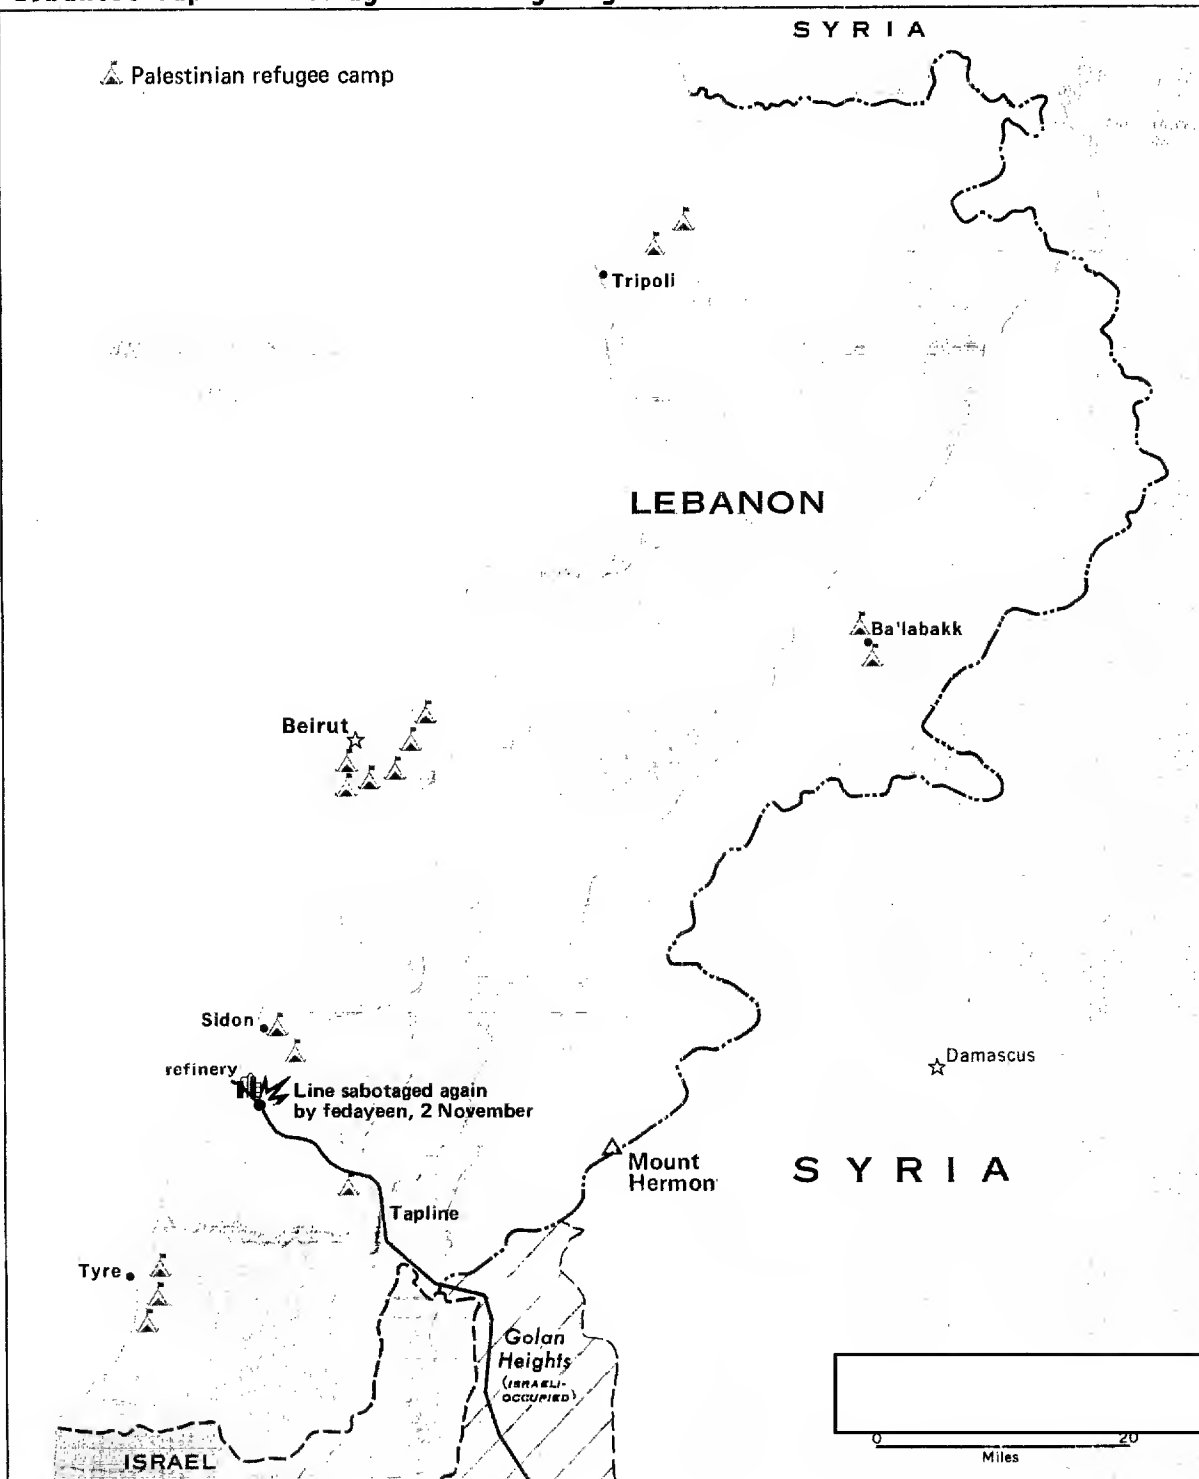 SYRIA
Palestinian refugee camp
Tripoli
LEBANON
Ba'labakk
Beirut
Sidon
refinery
Line sabotaged again
by fedayeen, 2 November
Damascus
Mount
Hermon
SYRIA
Tapline
Tyre
Golan
Heights
(ISRAELI-
OCCUPIED)
ISRAEL
0 20
Miles